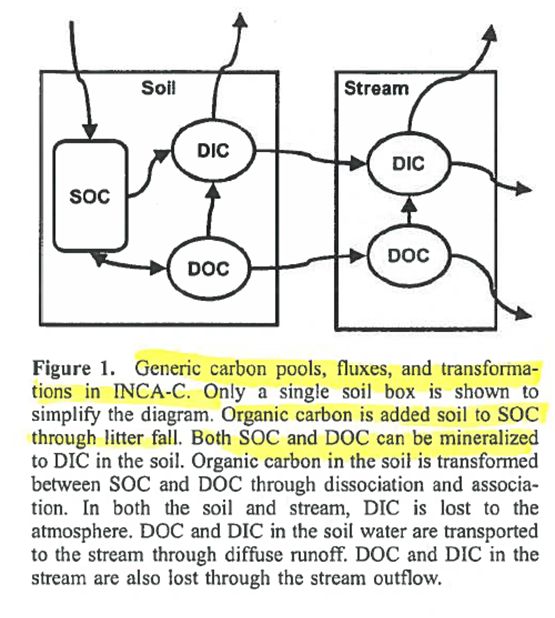 Soil
Stream
DIC
DIC
SOC
DOC
DOC
Figure 1. Generic carbon pools, fluxes, and transforma-
tions in INCA-C. Only a single soil box is shown to
simplify the diagram. Organic carbon is added soil to SOC
through litter fall. Both SOC and DOC can be mineralized
to DIC in the soil. Organic carbon in the soil is transformed
between SOC and DOC through dissociation and associa-
tion. In both the soil and stream, DIC is lost to the
atmosphere. DOC and DIC in the soil water are transported
to the stream through diffuse runoff. DOC and DIC in the
stream are also lost through the stream outflow.